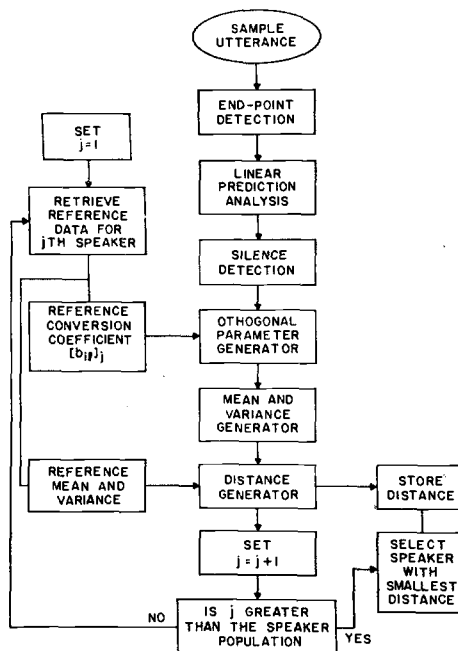 SAMPLE
UTTERANCE
END-POINT
DETECTION
SET
j=1
LINEAR
PREDICTION
ANALYSIS
RETRIEVE
REFERENCE
DATA FOR
jTH SPEAKER
SILENCE
DETECTION
REFERENCE
CONVERSION
COEFFICIENT
[biℓ]j
OTHOGONAL
PARAMETER
GENERATOR
MEAN AND
VARIANCE
GENERATOR
REFERENCE
MEAN AND
VARIANCE
DISTANCE
GENERATOR
STORE
DISTANCE
SET
j = j+1
SELECT
SPEAKER
WITH
SMALLEST
DISTANCE
IS j GREATER
THAN THE SPEAKER
POPULATION
NO
YES